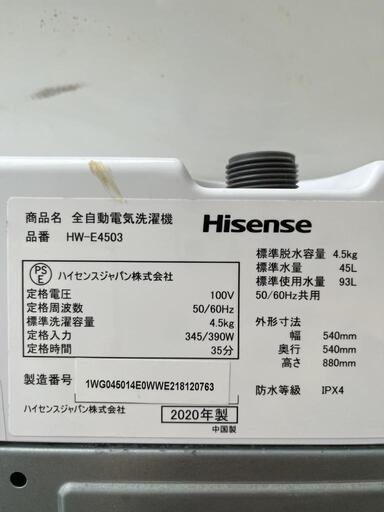 商品名 全自動電気洗濯機
品番 HW-E4503
Hisense
PS
E
ハイセンスジャパン株式会社
定格電圧 100V
定格周波数 50/60Hz
標準洗濯容量 4.5kg
定格入力 345/390W
定格時間 35分
標準脱水容量 4.5kg
標準水量 45L
標準使用水量 93L
50/60Hz共用
外形寸法
幅 540mm
奥行 540mm
高さ 880mm
製造番号 1WG045014E0WWE218120763
防水等級 IPX4
ハイセンスジャパン株式会社
2020年製
中国製